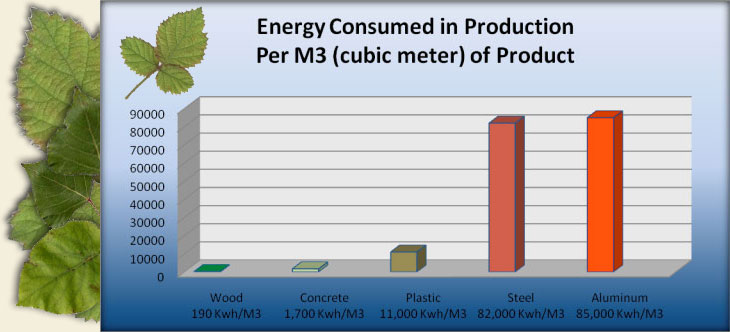 Energy Consumed in Production
Per M3 (cubic meter) of Product
90000
80000
70000
60000
50000
40000
30000
20000
10000
0
Wood Concrete Plastic Steel Aluminum
190 Kwh/M3 1,700 Kwh/M3 11,000 Kwh/M3 82,000 Kwh/M3 85,000 Kwh/M3